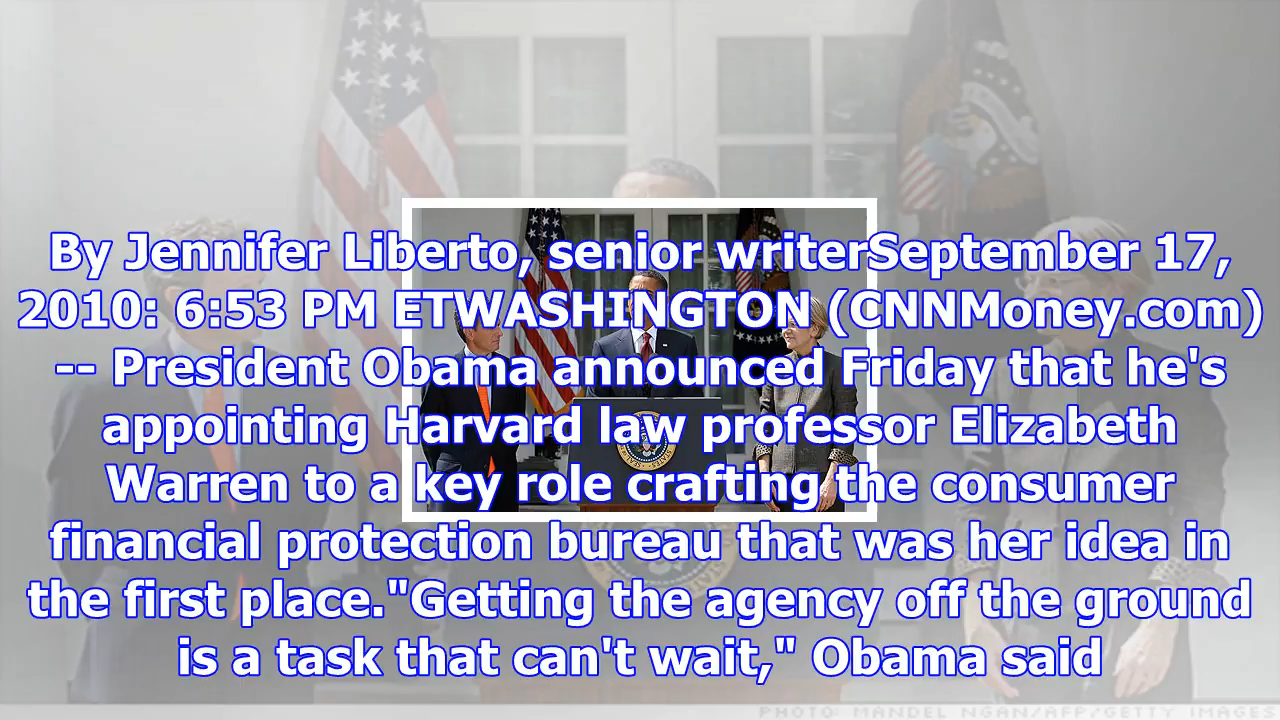 By Jennifer Liberto, senior writerSeptember 17,
2010: 6:53 PM ETWASHINGTON (CNNMoney.com)
-- President Obama announced Friday that he's
appointing Harvard law professor Elizabeth
Warren to a key role crafting the consumer
financial protection bureau that was her idea in
the first place."Getting the agency off the ground
is a task that can't wait," Obama said
PHOTO: MANDEL NGAN/AFP/GETTY IMAGES